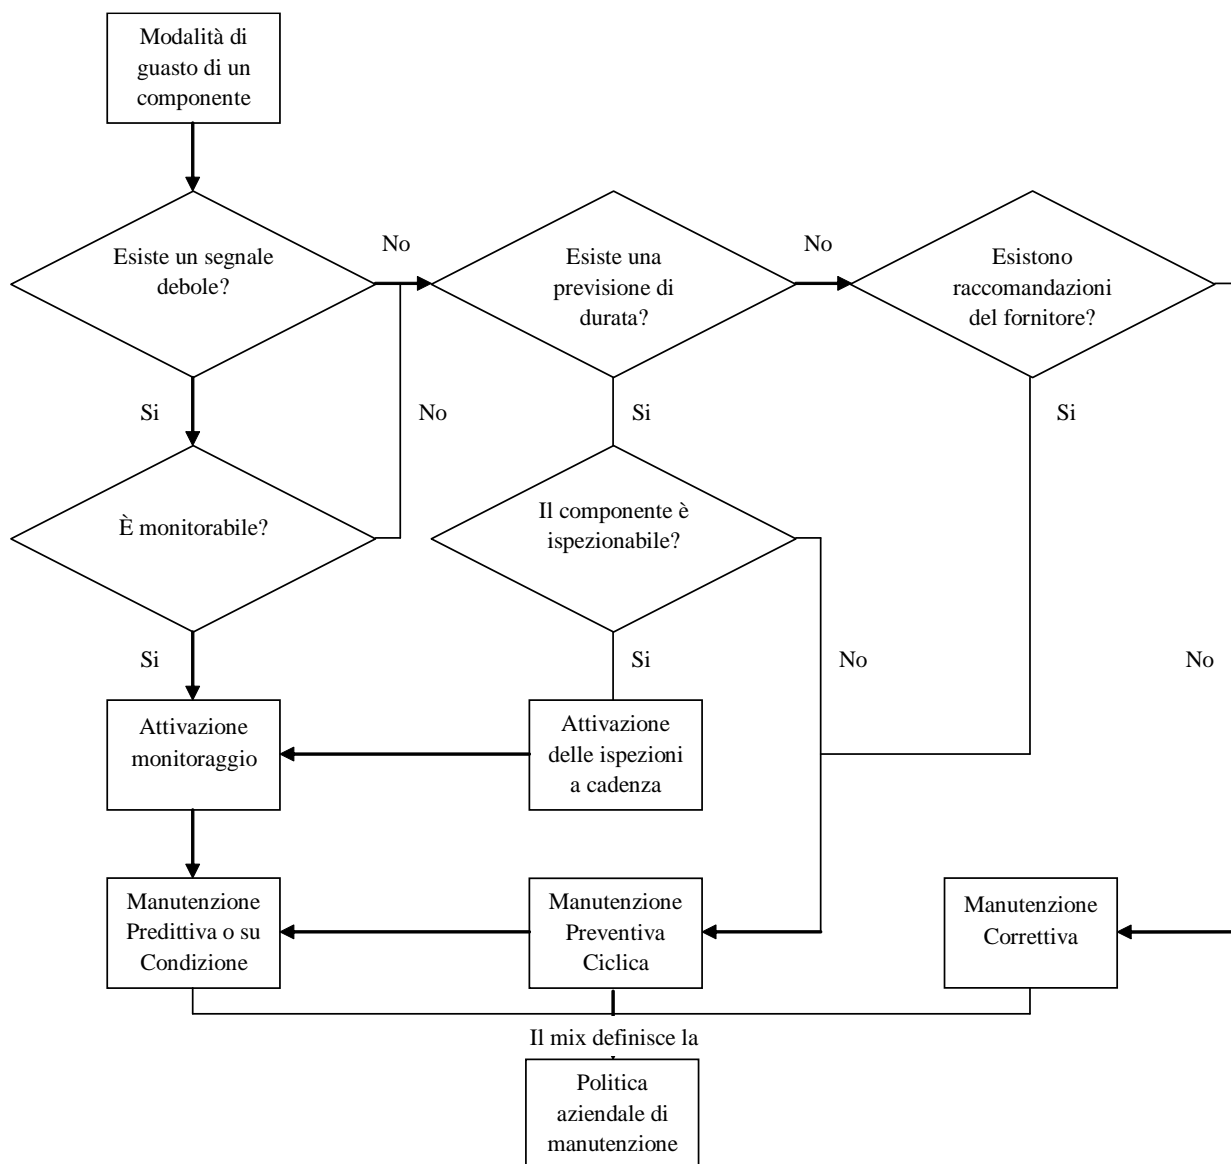 Modalità di
guasto di un
componente
Esiste un segnale
debole?
No
Esiste una
previsione di
durata?
No
Esistono
raccomandazioni
del fornitore?
Si
No
Si
Si
È monitorabile?
Il componente è
ispezionabile?
Si
Si
No
No
Attivazione
monitoraggio
Attivazione
delle ispezioni
a cadenza
Manutenzione
Predittiva o su
Condizione
Manutenzione
Preventiva
Ciclica
Manutenzione
Correttiva
Il mix definisce la
Politica
aziendale di
manutenzione